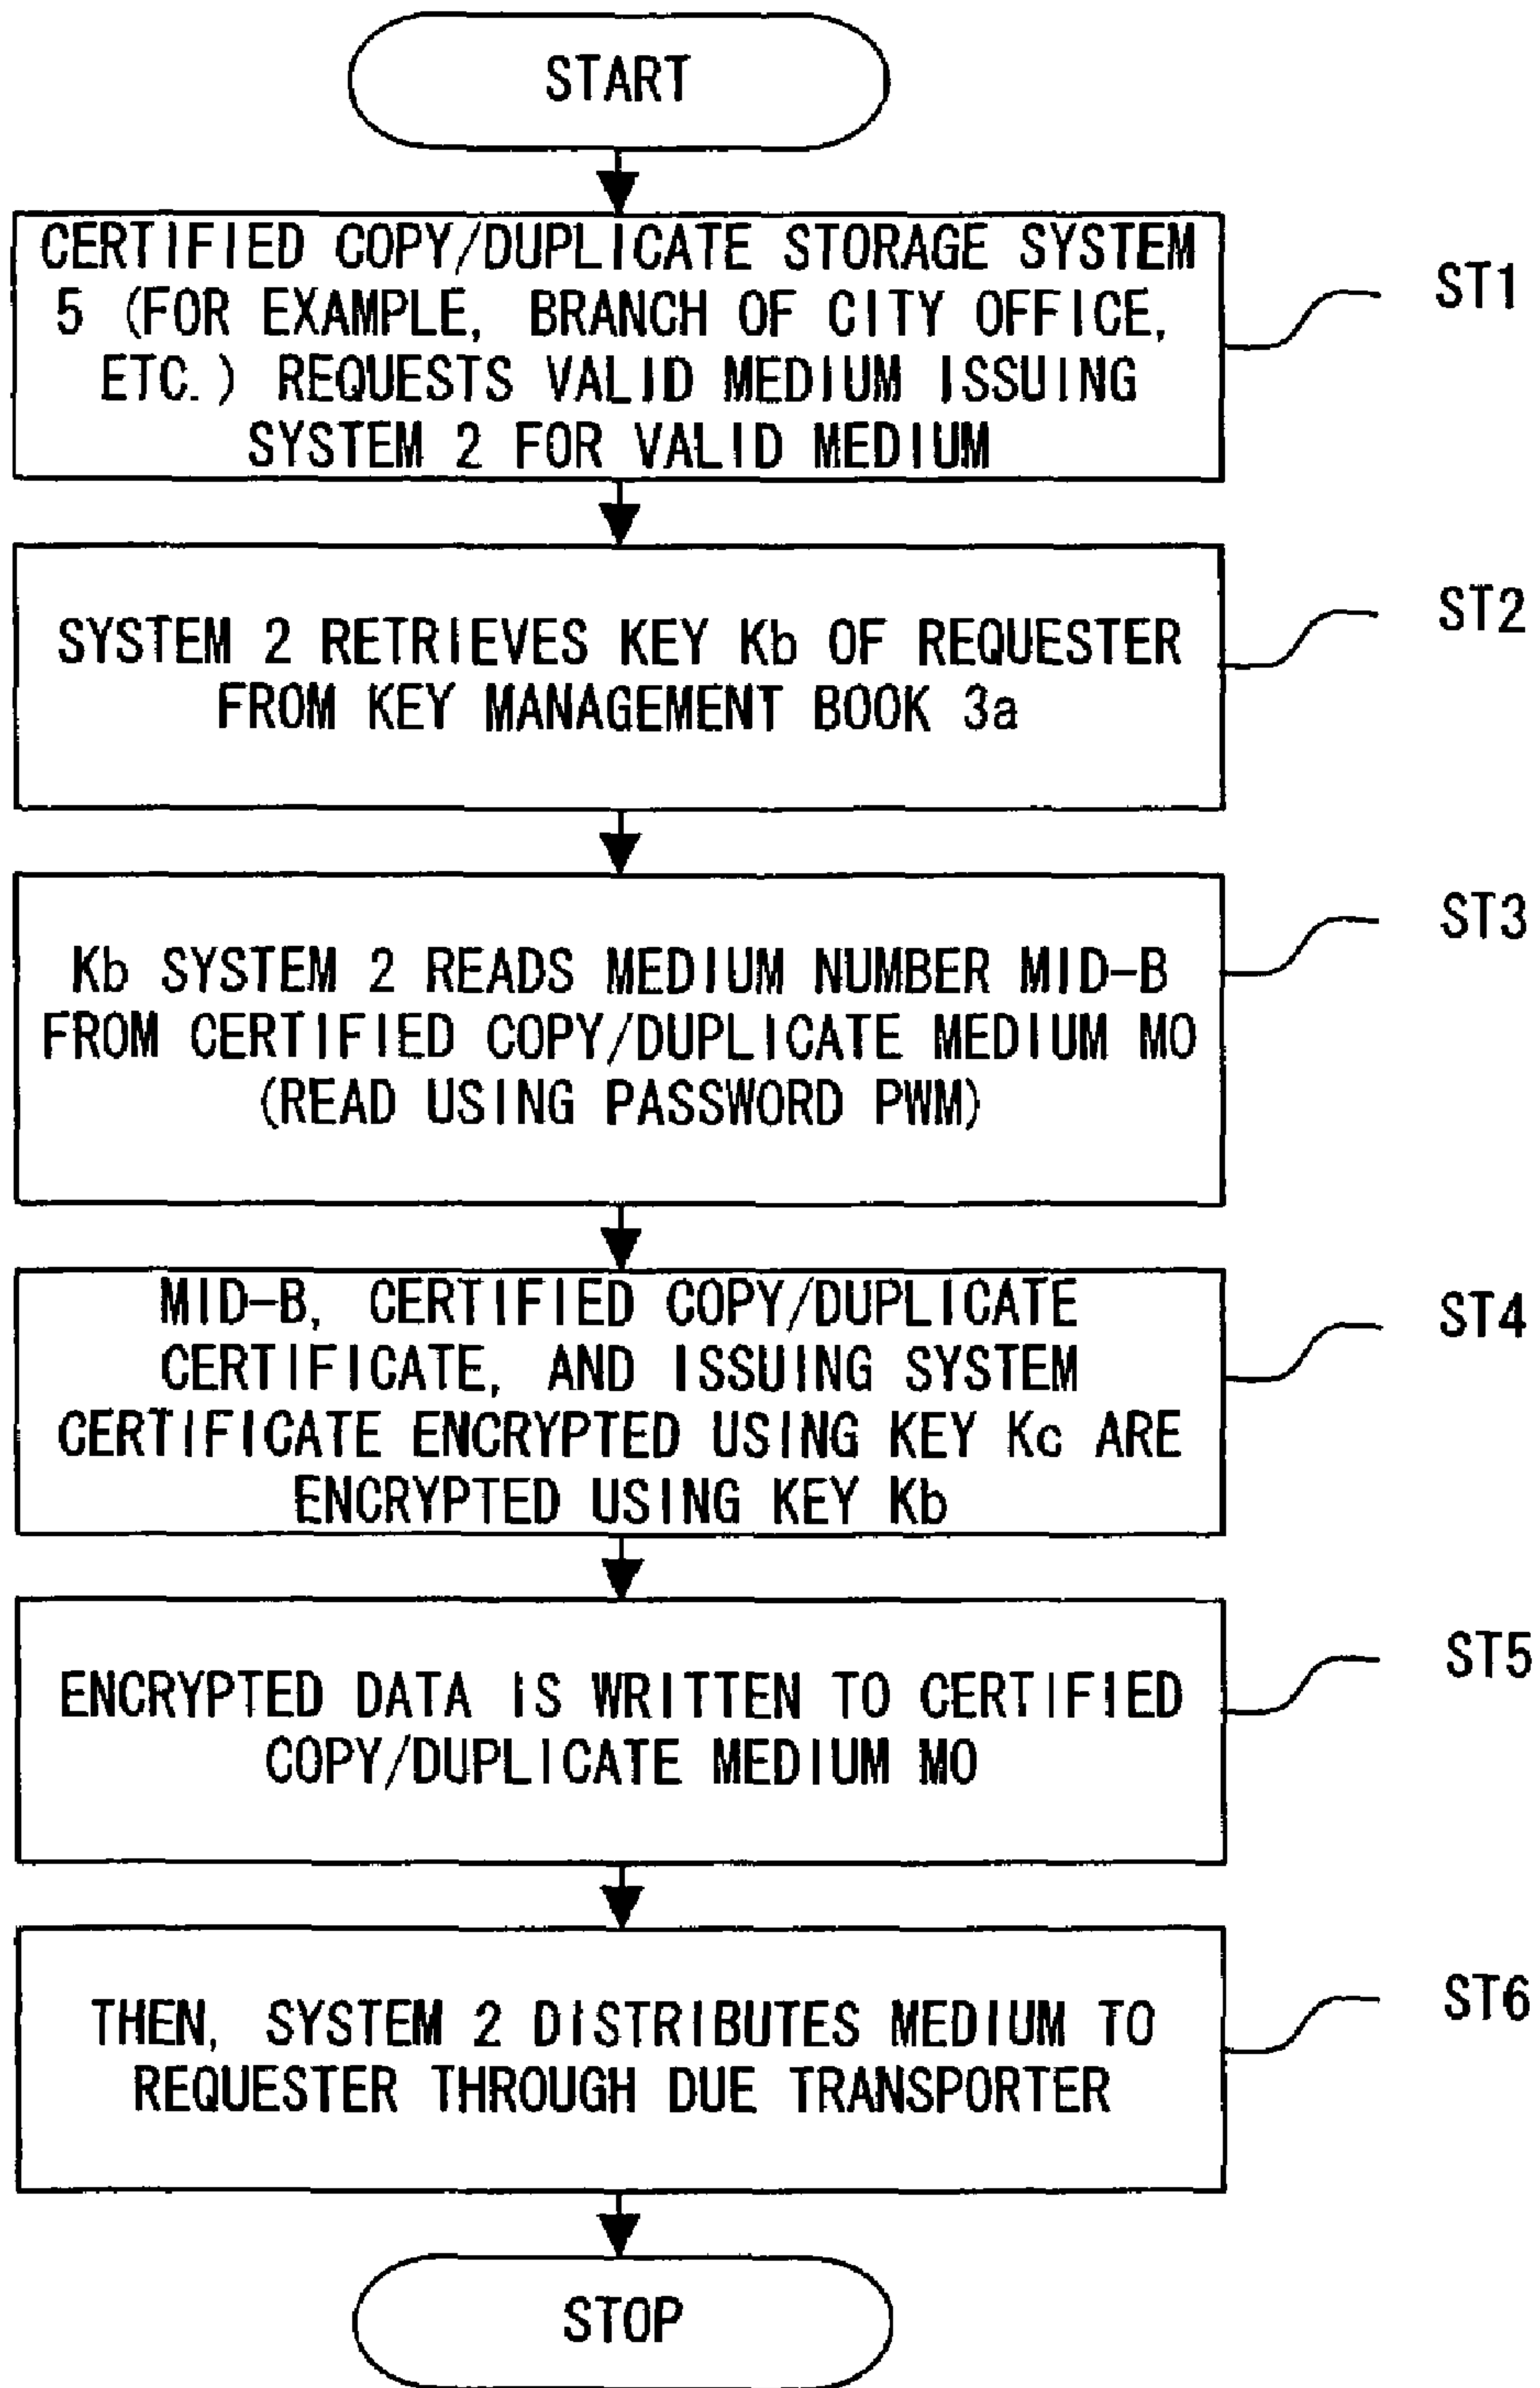 START
CERTIFIED COPY/DUPLICATE STORAGE SYSTEM
5 (FOR EXAMPLE, BRANCH OF CITY OFFICE,
ETC.) REQUESTS VALID MEDIUM ISSUING
SYSTEM 2 FOR VALID MEDIUM
ST1
SYSTEM 2 RETRIEVES KEY Kb OF REQUESTER
FROM KEY MANAGEMENT BOOK 3a
ST2
Kb SYSTEM 2 READS MEDIUM NUMBER MID-B
FROM CERTIFIED COPY/DUPLICATE MEDIUM MO
(READ USING PASSWORD PWM)
ST3
MID-B, CERTIFIED COPY/DUPLICATE
CERTIFICATE, AND ISSUING SYSTEM
CERTIFICATE ENCRYPTED USING KEY Kc ARE
ENCRYPTED USING KEY Kb
ST4
ENCRYPTED DATA IS WRITTEN TO CERTIFIED
COPY/DUPLICATE MEDIUM MO
ST5
THEN, SYSTEM 2 DISTRIBUTES MEDIUM TO
REQUESTER THROUGH DUE TRANSPORTER
ST6
STOP